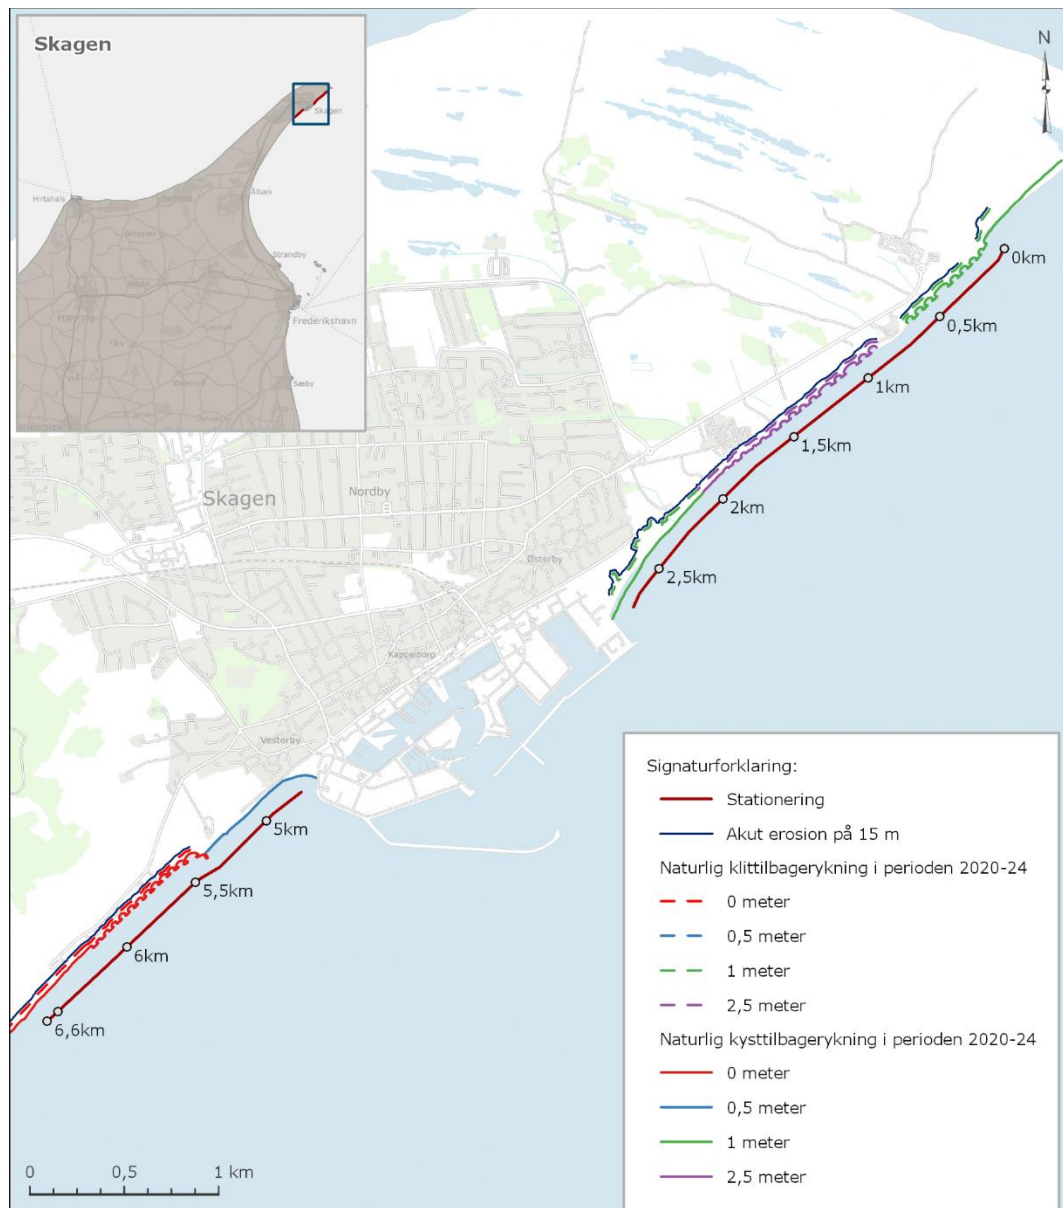 Skagen
Skagen
Hirtshals
Ålbæk
Strandby
Frederikshavn
Sæby
Hjørring
Sindal
N
0km
0,5km
1km
1,5km
2km
2,5km
Skagen
Nordby
Østerby
Kappelborg
Vesterby
5km
5,5km
6km
6,6km
Signaturforklaring:
Stationering
Akut erosion på 15 m
Naturlig klittilbagerykning i perioden 2020-24
0 meter
0,5 meter
1 meter
2,5 meter
Naturlig kysttilbagerykning i perioden 2020-24
0 meter
0,5 meter
1 meter
2,5 meter
0 0,5 1 km